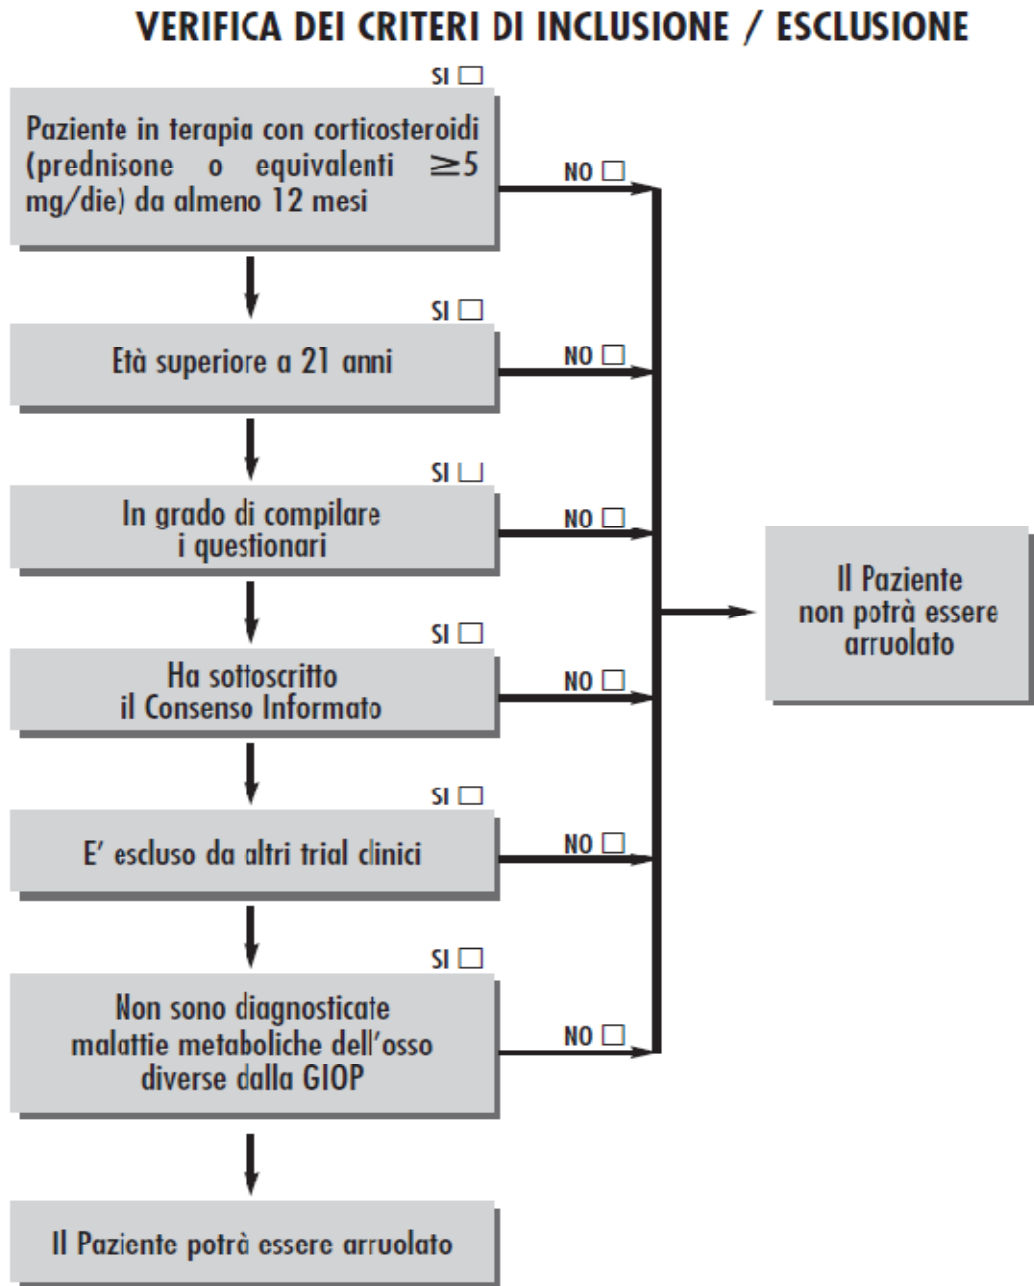 VERIFICA DEI CRITERI DI INCLUSIONE / ESCLUSIONE
SI □
Paziente in terapia con corticosteroidi
(prednisone o equivalenti ≥5
mg/die) da almeno 12 mesi
NO □
SI □
Età superiore a 21 anni
NO □
SI □
In grado di compilare
i questionari
NO □
SI □
Ha sottoscritto
il Consenso Informato
NO □
SI □
E' escluso da altri trial clinici
NO □
SI □
Non sono diagnosticate
malattie metaboliche dell'osso
diverse dalla GIOP
NO □
Il Paziente
non potrà essere
arruolato
Il Paziente potrà essere arruolato